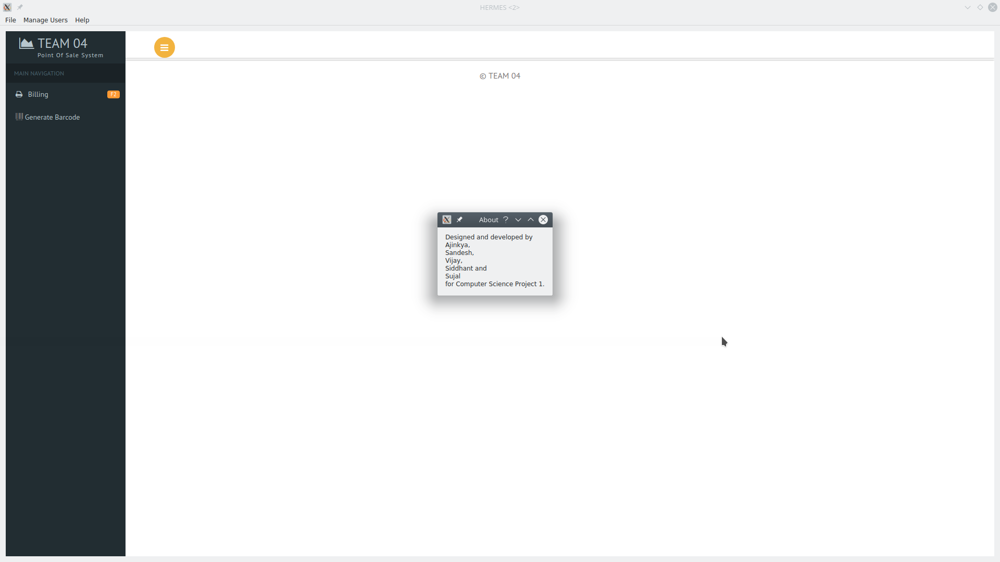 HERMES <2>
File Manage Users Help
TEAM 04
Point Of Sale System
MAIN NAVIGATION
Billing F2
Generate Barcode
© TEAM 04
About
Designed and developed by
Ajinkya,
Sandesh,
Vijay,
Siddhant and
Sujal
for Computer Science Project 1.